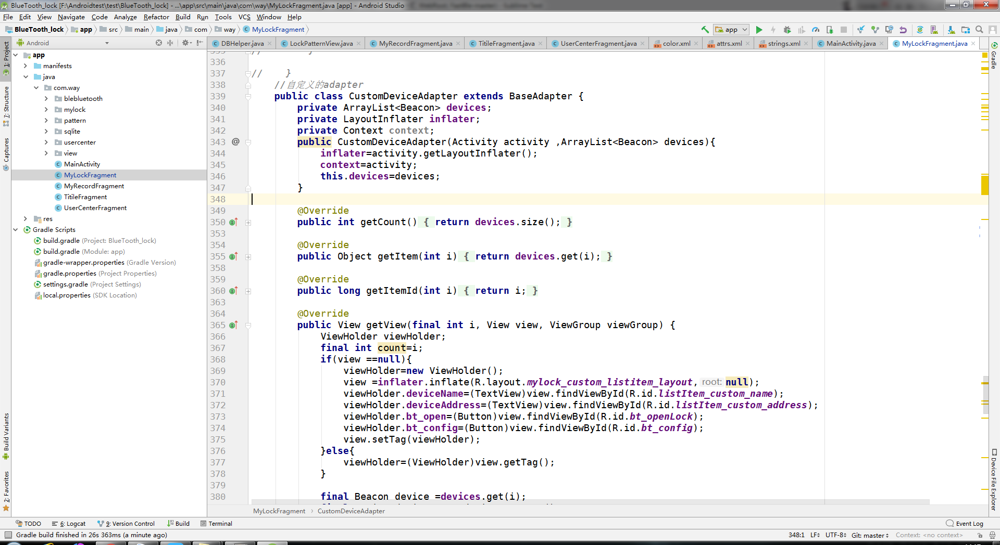 BlueTooth_lock [F:\Androidtest\test\BlueTooth_lock] - ...\app\src\main\java\com\way\MyLockFragment.java [app] - Android Studio
File Edit View Navigate Code Analyze Refactor Build Run Tools VCS Window Help
BlueTooth_lock app src main java com way MyLockFragment app
Android
DBHelper.java LockPatternView.java MyRecordFragment.java TitileFragment.java UserCenterFragment.java color.xml attrs.xml strings.xml MainActivity.java MyLockFragment.java
1: Project
7: Structure
Captures
Build Variants
2: Favorites
app
manifests
java
com.way
blebluetooth
mylock
pattern
sqlite
usercenter
view
MainActivity
MyLockFragment
MyRecordFragment
TitileFragment
UserCenterFragment
res
Gradle Scripts
build.gradle (Project: BlueTooth_lock)
build.gradle (Module: app)
gradle-wrapper.properties (Gradle Version)
gradle.properties (Project Properties)
settings.gradle (Project Settings)
local.properties (SDK Location)
335 // }
336
337 // }
338 //自定义的adapter
339 public class CustomDeviceAdapter extends BaseAdapter {
340 private ArrayList<Beacon> devices;
341 private LayoutInflater inflater;
342 private Context context;
343 @ public CustomDeviceAdapter(Activity activity ,ArrayList<Beacon> devices){
344 inflater=activity.getLayoutInflater();
345 context=activity;
346 this.devices=devices;
347 }
348
349 @Override
350 public int getCount() { return devices.size(); }
353
354 @Override
355 public Object getItem(int i) { return devices.get(i); }
358
359 @Override
360 public long getItemId(int i) { return i; }
363
364 @Override
365 public View getView(final int i, View view, ViewGroup viewGroup) {
366 ViewHolder viewHolder;
367 final int count=i;
368 if(view ==null){
369 viewHolder=new ViewHolder();
370 view =inflater.inflate(R.layout.mylock_custom_listitem_layout, root: null);
371 viewHolder.deviceName=(TextView)view.findViewById(R.id.listItem_custom_name);
372 viewHolder.deviceAddress=(TextView)view.findViewById(R.id.listItem_custom_address);
373 viewHolder.bt_open=(Button)view.findViewById(R.id.bt_openLock);
374 viewHolder.bt_config=(Button)view.findViewById(R.id.bt_config);
375 view.setTag(viewHolder);
376 }else{
377 viewHolder=(ViewHolder)view.getTag();
378 }
379
380 final Beacon device =devices.get(i);
MyLockFragment › CustomDeviceAdapter
Gradle
Device File Explorer
TODO 6: Logcat 9: Version Control Build Terminal Event Log
Gradle build finished in 26s 363ms (a minute ago) 348:1 LF UTF-8 Git: master Context: <no context>